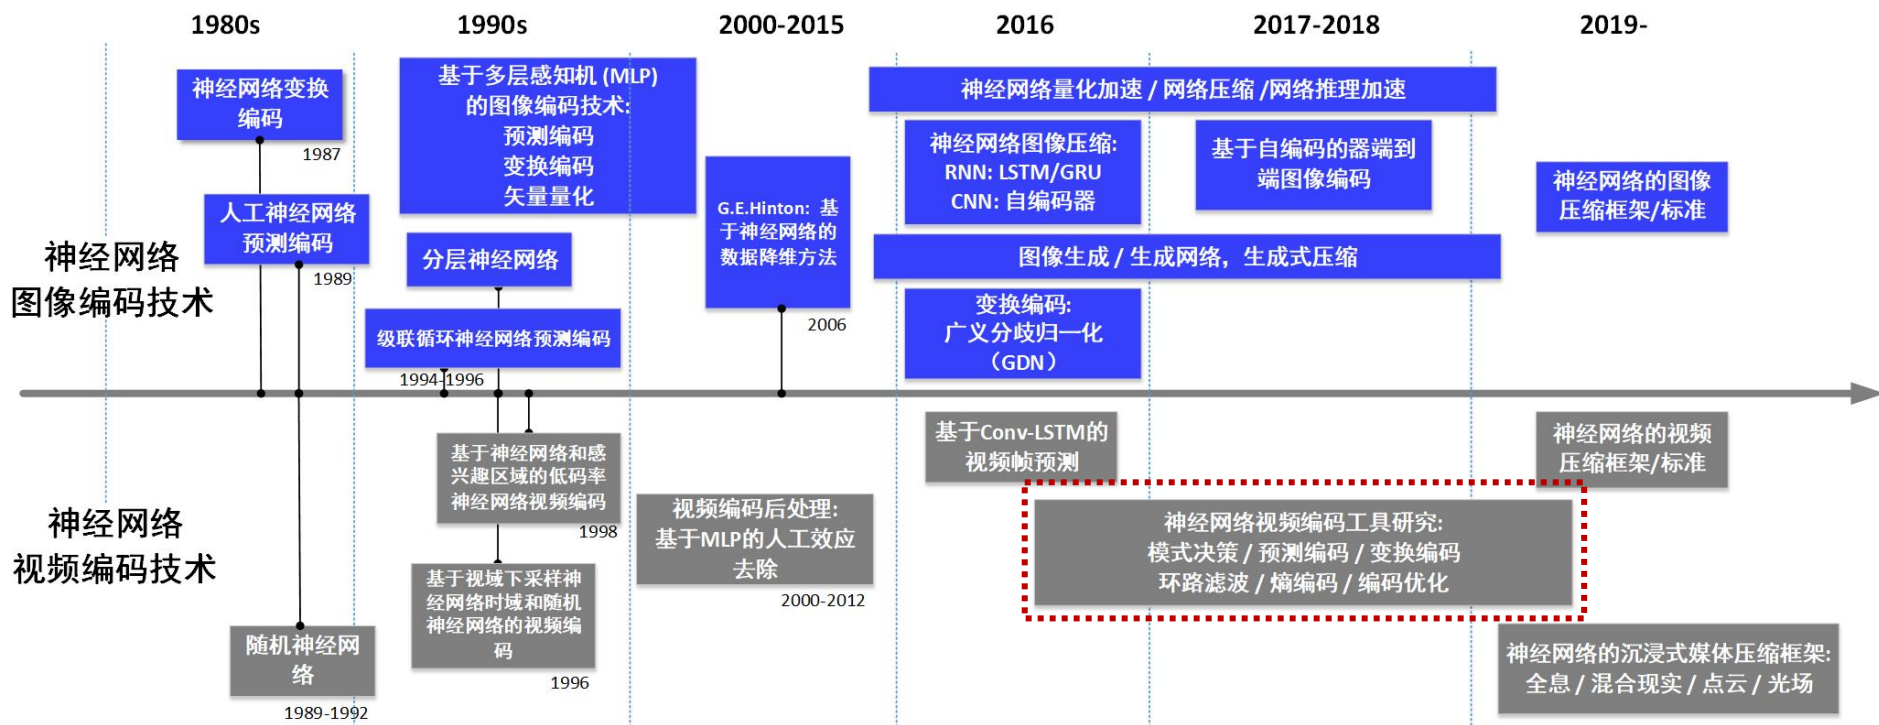 1980s
1990s
2000-2015
2016
2017-2018
2019-
神经网络
图像编码技术
神经网络变换
编码
1987
人工神经网络
预测编码
1989
基于多层感知机 (MLP)
的图像编码技术:
预测编码
变换编码
矢量量化
分层神经网络
级联循环神经网络预测编码
1994-1996
G.E.Hinton: 基
于神经网络的
数据降维方法
2006
神经网络量化加速 / 网络压缩 /网络推理加速
神经网络图像压缩:
RNN: LSTM/GRU
CNN: 自编码器
基于自编码的器端到
端图像编码
图像生成 / 生成网络，生成式压缩
变换编码:
广义分歧归一化
（GDN）
神经网络的图像
压缩框架/标准
神经网络
视频编码技术
随机神经网
络
1989-1992
基于神经网络和感
兴趣区域的低码率
神经网络视频编码
1998
基于视域下采样神
经网络时域和随机
神经网络的视频编
码
1996
视频编码后处理:
基于MLP的人工效应
去除
2000-2012
基于Conv-LSTM的
视频帧预测
神经网络视频编码工具研究:
模式决策 / 预测编码 / 变换编码
环路滤波 / 熵编码 / 编码优化
神经网络的视频
压缩框架/标准
神经网络的沉浸式媒体压缩框架:
全息 / 混合现实 / 点云 / 光场